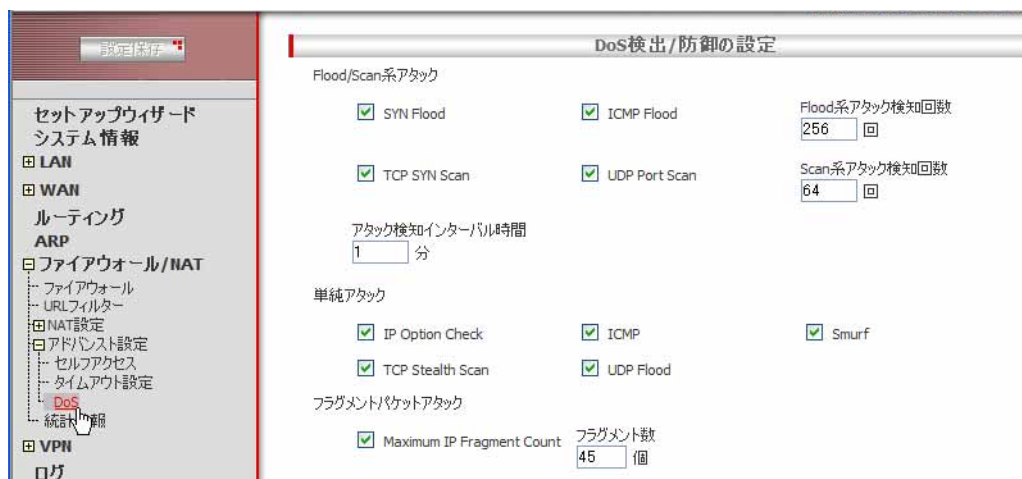 設定保存
セットアップウィザード
システム情報
LAN
WAN
ルーティング
ARP
ファイアウォール/NAT
ファイアウォール
URLフィルター
NAT設定
アドバンスト設定
セルフアクセス
タイムアウト設定
DoS
統計情報
VPN
ログ
DoS検出/防御の設定
Flood/Scan系アタック
SYN Flood
ICMP Flood
Flood系アタック検知回数
256 回
TCP SYN Scan
UDP Port Scan
Scan系アタック検知回数
64 回
アタック検知インターバル時間
1 分
単純アタック
IP Option Check
ICMP
Smurf
TCP Stealth Scan
UDP Flood
フラグメントパケットアタック
Maximum IP Fragment Count
フラグメント数
45 個